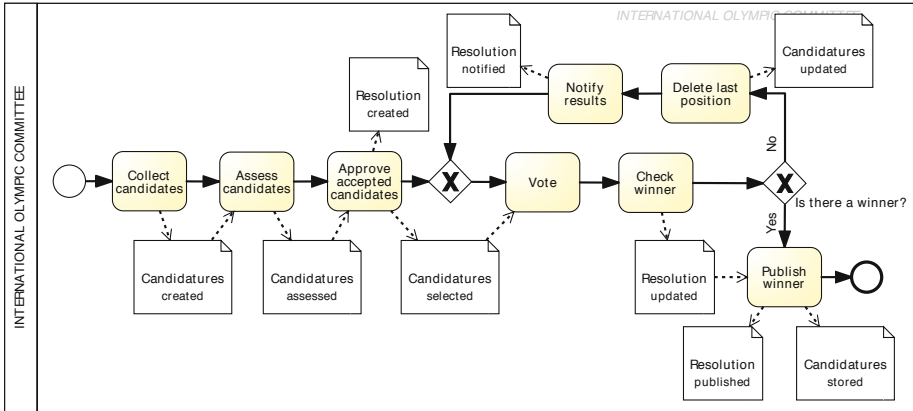 INTERNATIONAL OLYMPIC COMMITTEE
INTERNATIONAL OLYMPIC COMMITTEE
Resolution
notified
Notify
results
Delete last
position
Candidatures
updated
Resolution
created
No
Collect
candidates
Assess
candidates
Approve
accepted
candidates
X
Vote
Check
winner
X
Is there a winner?
Yes
Candidatures
created
Candidatures
assessed
Candidatures
selected
Resolution
updated
Publish
winner
Resolution
published
Candidatures
stored